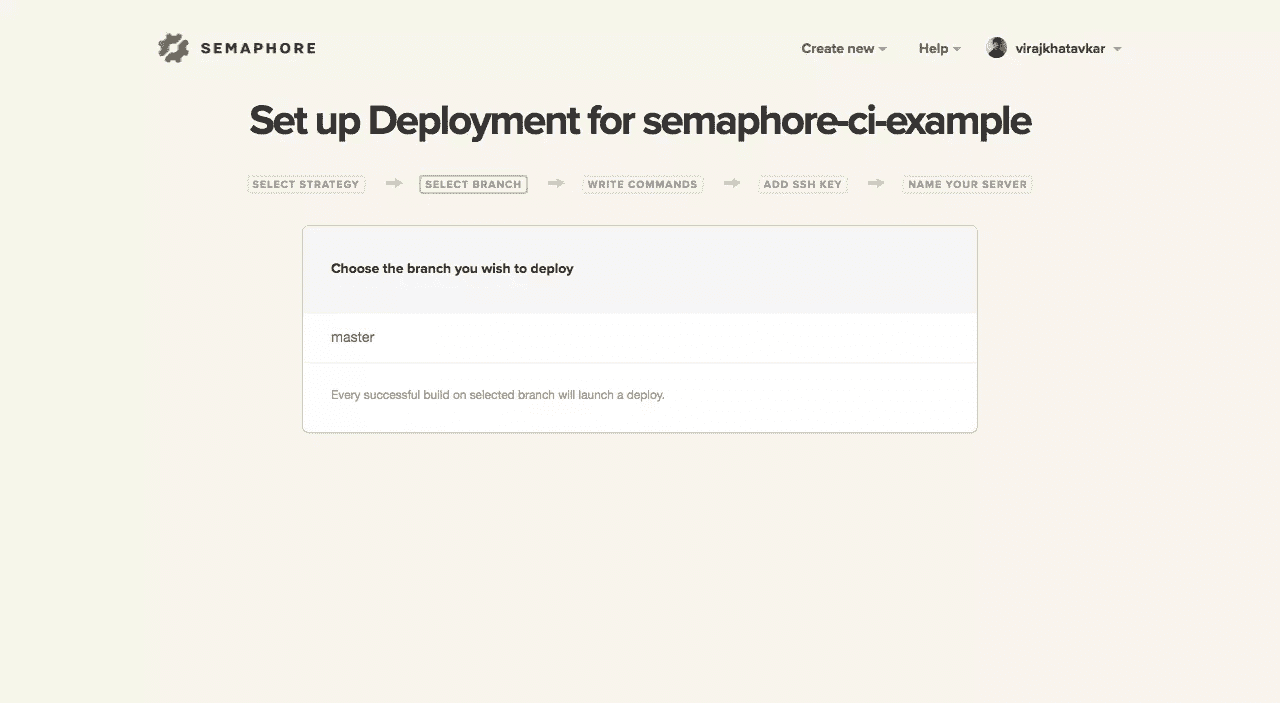 SEMAPHORE
Create new
Help
virajkhatavkar
Set up Deployment for semaphore-ci-example
SELECT STRATEGY
SELECT BRANCH
WRITE COMMANDS
ADD SSH KEY
NAME YOUR SERVER
Choose the branch you wish to deploy
master
Every successful build on selected branch will launch a deploy.